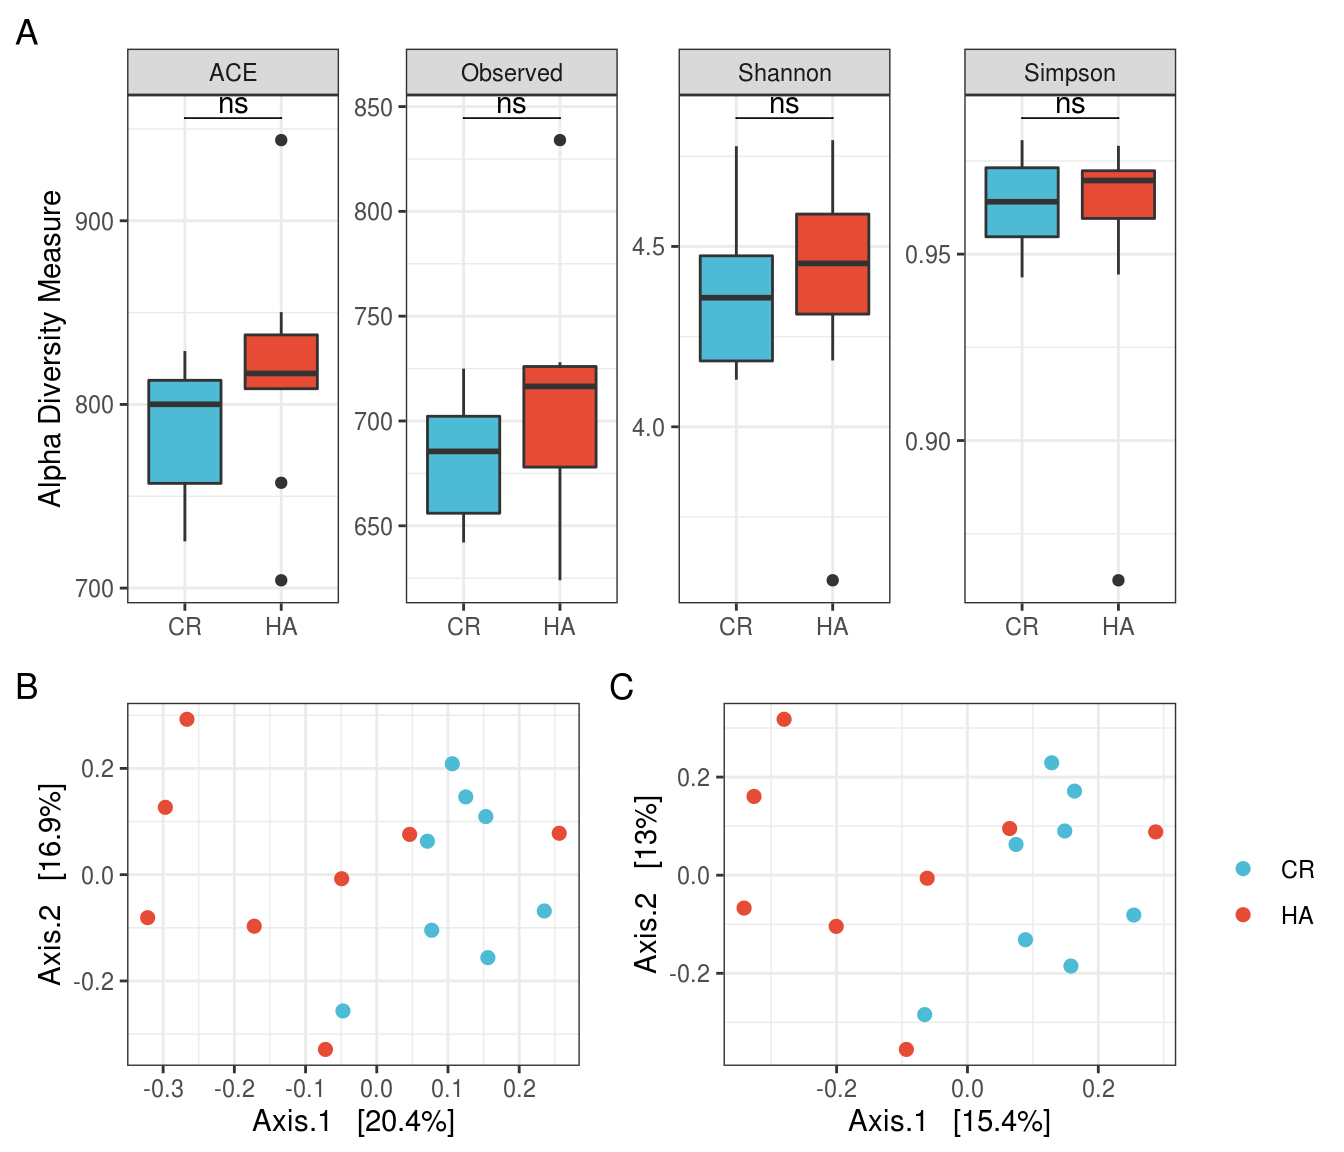 A
ACE Observed Shannon Simpson
ns ns ns ns
Alpha Diversity Measure
900
800
700
850
800
750
700
650
4.5
4.0
0.95
0.90
CR HA CR HA CR HA CR HA
B
Axis.2 [16.9%]
0.2
0.0
-0.2
-0.3 -0.2 -0.1 0.0 0.1 0.2
Axis.1 [20.4%]
C
Axis.2 [13%]
0.2
0.0
-0.2
-0.2 0.0 0.2
Axis.1 [15.4%]
CR
HA